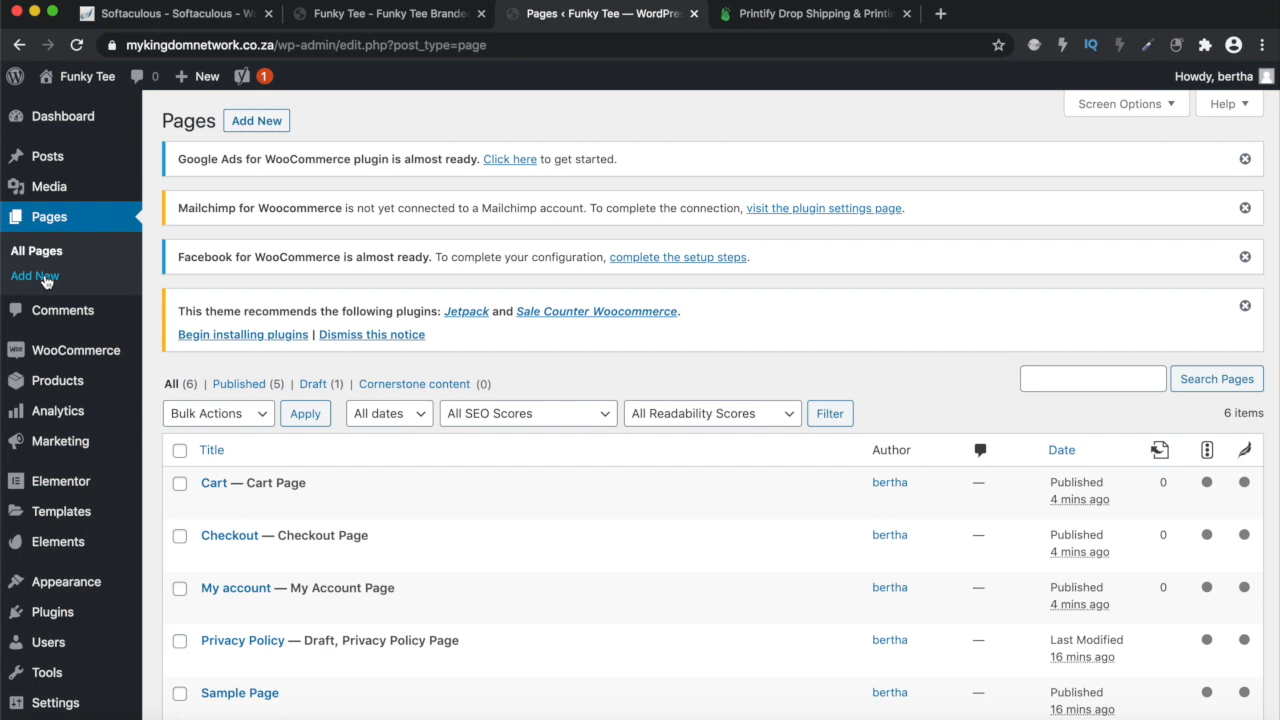 Softaculous - Softaculous - W
Funky Tee - Funky Tee Brande
Pages ‹ Funky Tee — WordPre
Printify Drop Shipping & Printin
mykingdomnetwork.co.za/wp-admin/edit.php?post_type=page
IQ
Funky Tee
0
New
1
Howdy, bertha
Dashboard
Posts
Media
Pages
All Pages
Add New
Comments
WooCommerce
Products
Analytics
Marketing
Elementor
Templates
Elements
Appearance
Plugins
Users
Tools
Settings
Screen Options
Help
Pages
Add New
Google Ads for WooCommerce plugin is almost ready. Click here to get started.
Mailchimp for Woocommerce is not yet connected to a Mailchimp account. To complete the connection, visit the plugin settings page.
Facebook for WooCommerce is almost ready. To complete your configuration, complete the setup steps.
This theme recommends the following plugins: Jetpack and Sale Counter Woocommerce.
Begin installing plugins | Dismiss this notice
All (6) | Published (5) | Draft (1) | Cornerstone content (0)
Search Pages
Bulk Actions
Apply
All dates
All SEO Scores
All Readability Scores
Filter
6 items
Title
Author
Date
Cart — Cart Page
bertha
—
Published
4 mins ago
0
Checkout — Checkout Page
bertha
—
Published
4 mins ago
0
My account — My Account Page
bertha
—
Published
4 mins ago
0
Privacy Policy — Draft, Privacy Policy Page
bertha
—
Last Modified
16 mins ago
Sample Page
bertha
—
Published
16 mins ago